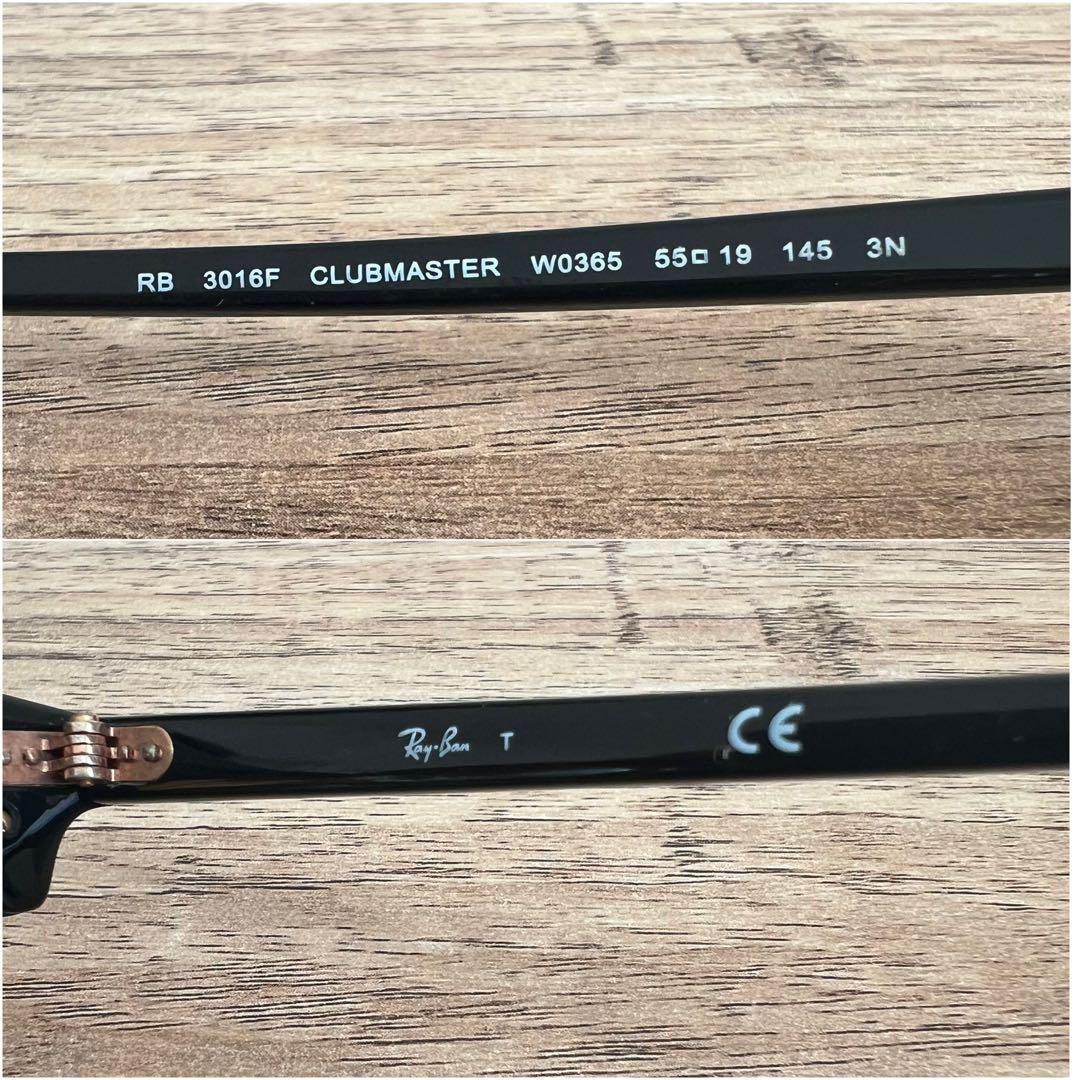 RB 3016F CLUBMASTER W0365 55□19 145 3N
Ray-Ban T CE